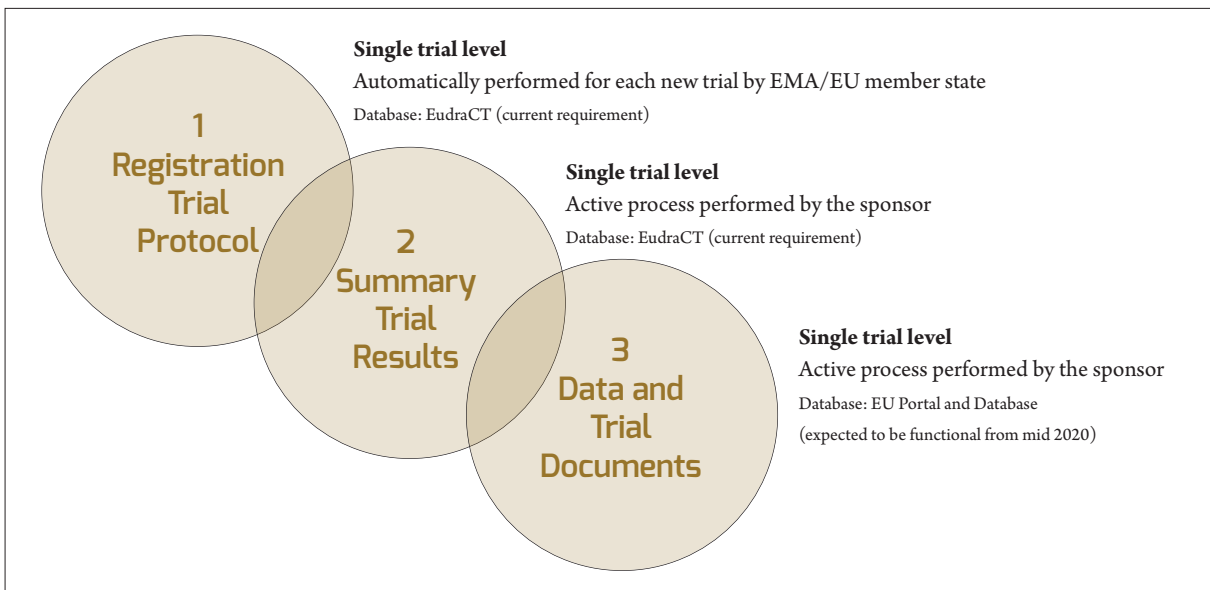 Single trial level
Automatically performed for each new trial by EMA/EU member state
Database: EudraCT (current requirement)
1
Registration
Trial
Protocol
Single trial level
Active process performed by the sponsor
Database: EudraCT (current requirement)
2
Summary
Trial
Results
Single trial level
Active process performed by the sponsor
Database: EU Portal and Database
(expected to be functional from mid 2020)
3
Data and
Trial
Documents